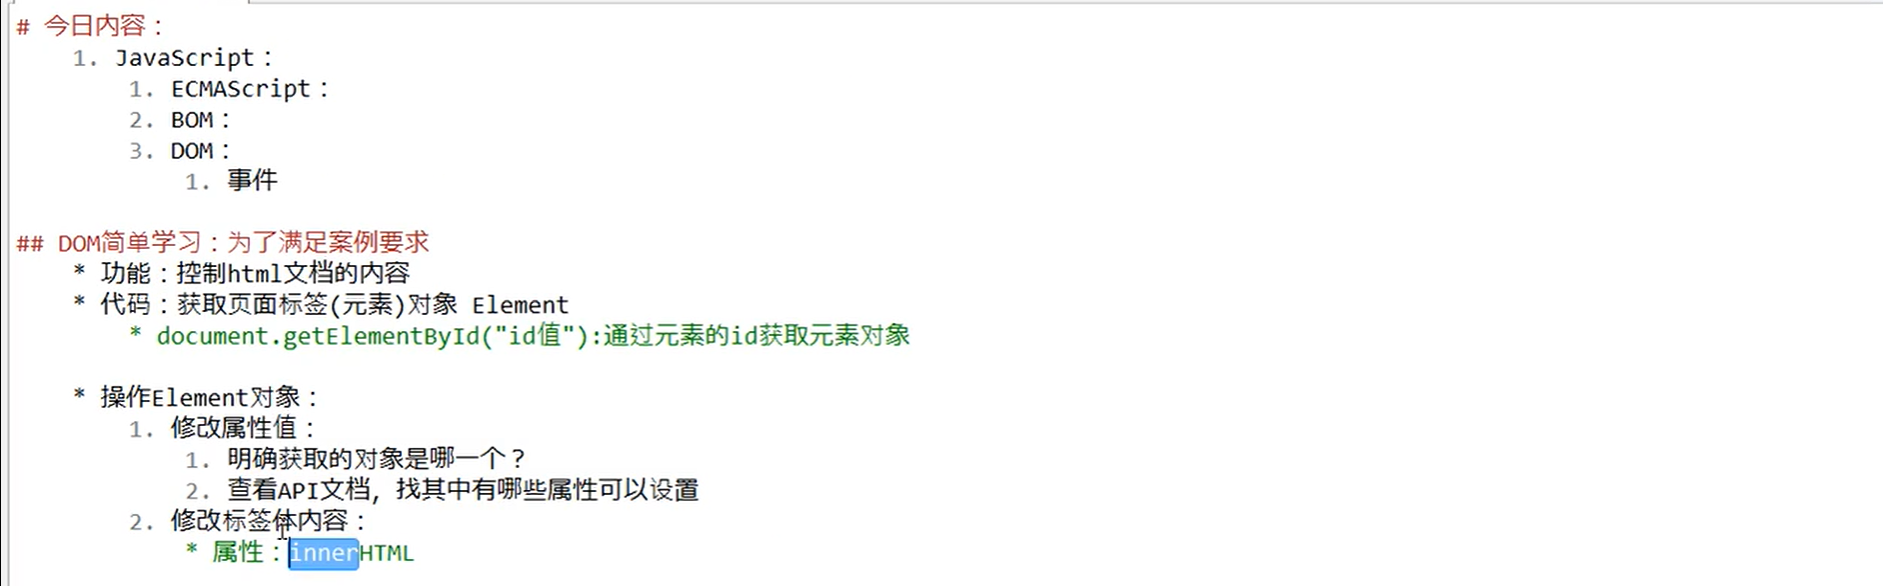 # 今日内容：
1. JavaScript：
1. ECMAScript：
2. BOM：
3. DOM：
1. 事件
## DOM简单学习：为了满足案例要求
* 功能：控制html文档的内容
* 代码：获取页面标签(元素)对象 Element
* document.getElementById("id值"):通过元素的id获取元素对象
* 操作Element对象：
1. 修改属性值：
1. 明确获取的对象是哪一个？
2. 查看API文档，找其中有哪些属性可以设置
2. 修改标签体内容：
* 属性：innerHTML